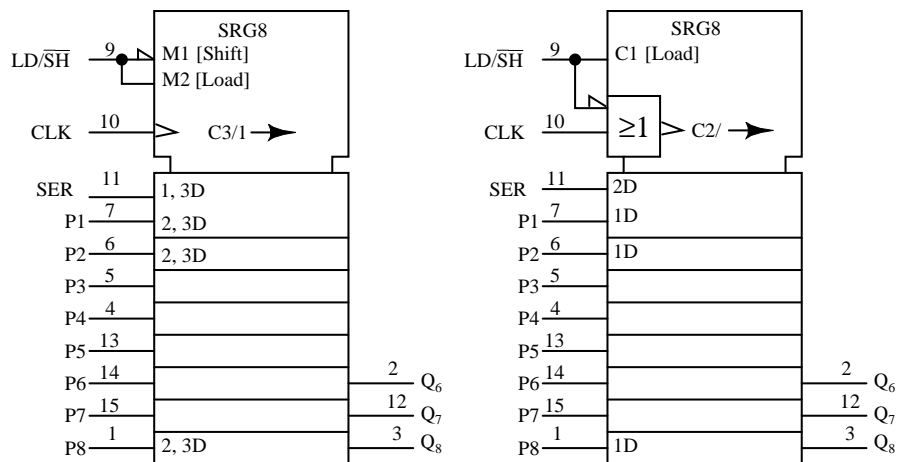 SRG8
9
LD/SH
M1 [Shift]
M2 [Load]
CLK
10
C3/1
SER
11
1, 3D
P1
7
2, 3D
P2
6
2, 3D
P3
5
P4
4
P5
13
P6
14
2
Q6
P7
15
12
Q7
P8
1
2, 3D
3
Q8
SRG8
9
LD/SH
C1 [Load]
CLK
10
≥1
C2/
SER
11
2D
P1
7
1D
P2
6
1D
P3
5
P4
4
P5
13
P6
14
2
Q6
P7
15
12
Q7
P8
1
1D
3
Q8